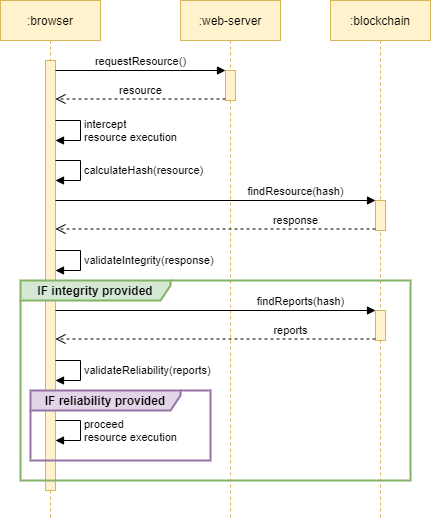 :browser
:web-server
:blockchain
requestResource()
resource
intercept
resource execution
calculateHash(resource)
findResource(hash)
response
validateIntegrity(response)
IF integrity provided
findReports(hash)
reports
validateReliability(reports)
IF reliability provided
proceed
resource execution